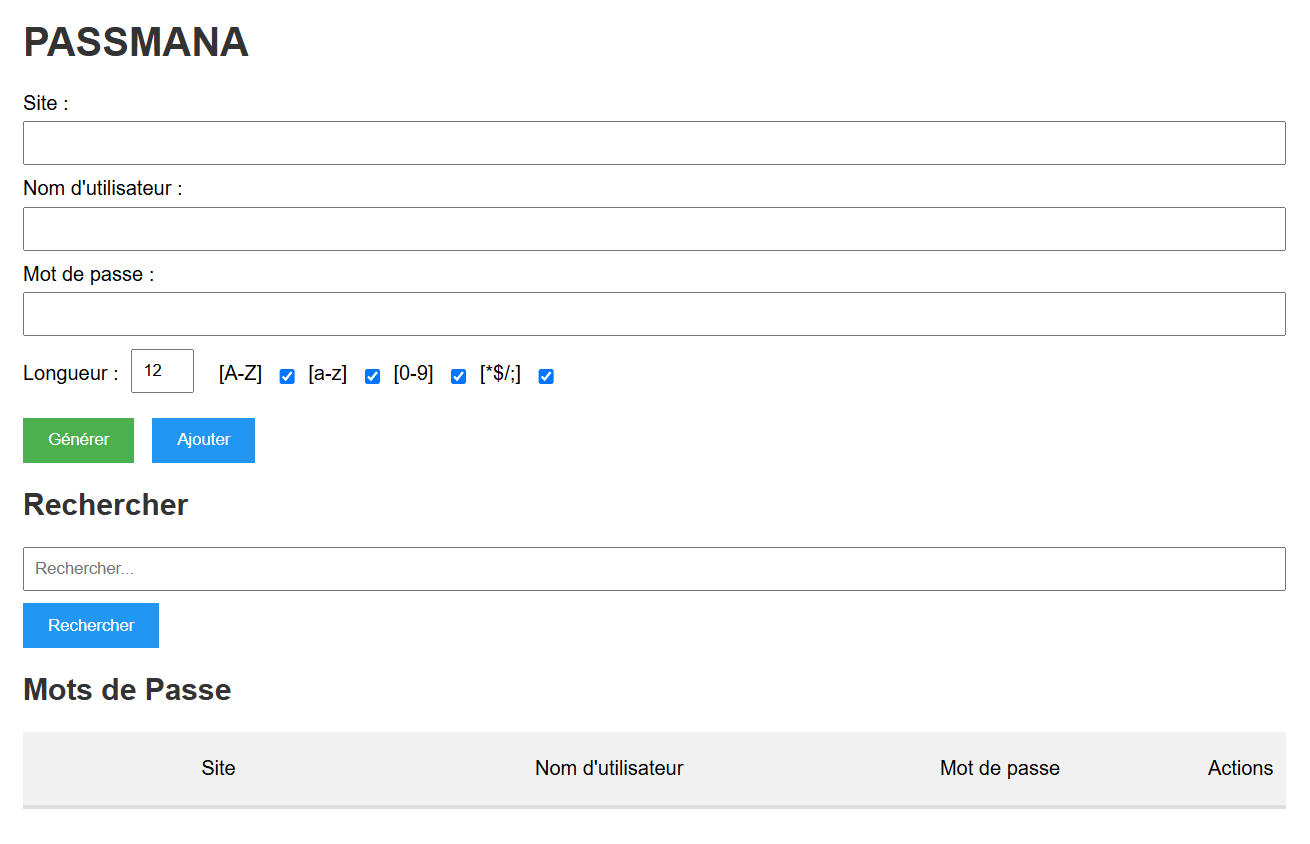 PASSMANA
Site :
Nom d'utilisateur :
Mot de passe :
Longueur : 12 [A-Z] [a-z] [0-9] [*$/;]
Générer Ajouter
Rechercher
Rechercher...
Rechercher
Mots de Passe
Site Nom d'utilisateur Mot de passe Actions